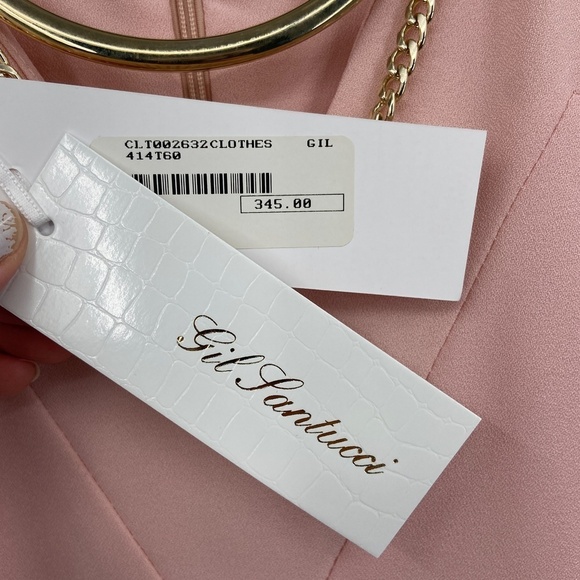 CLT002632CLOTHES GIL
414T60
345.00
Gil Santucci